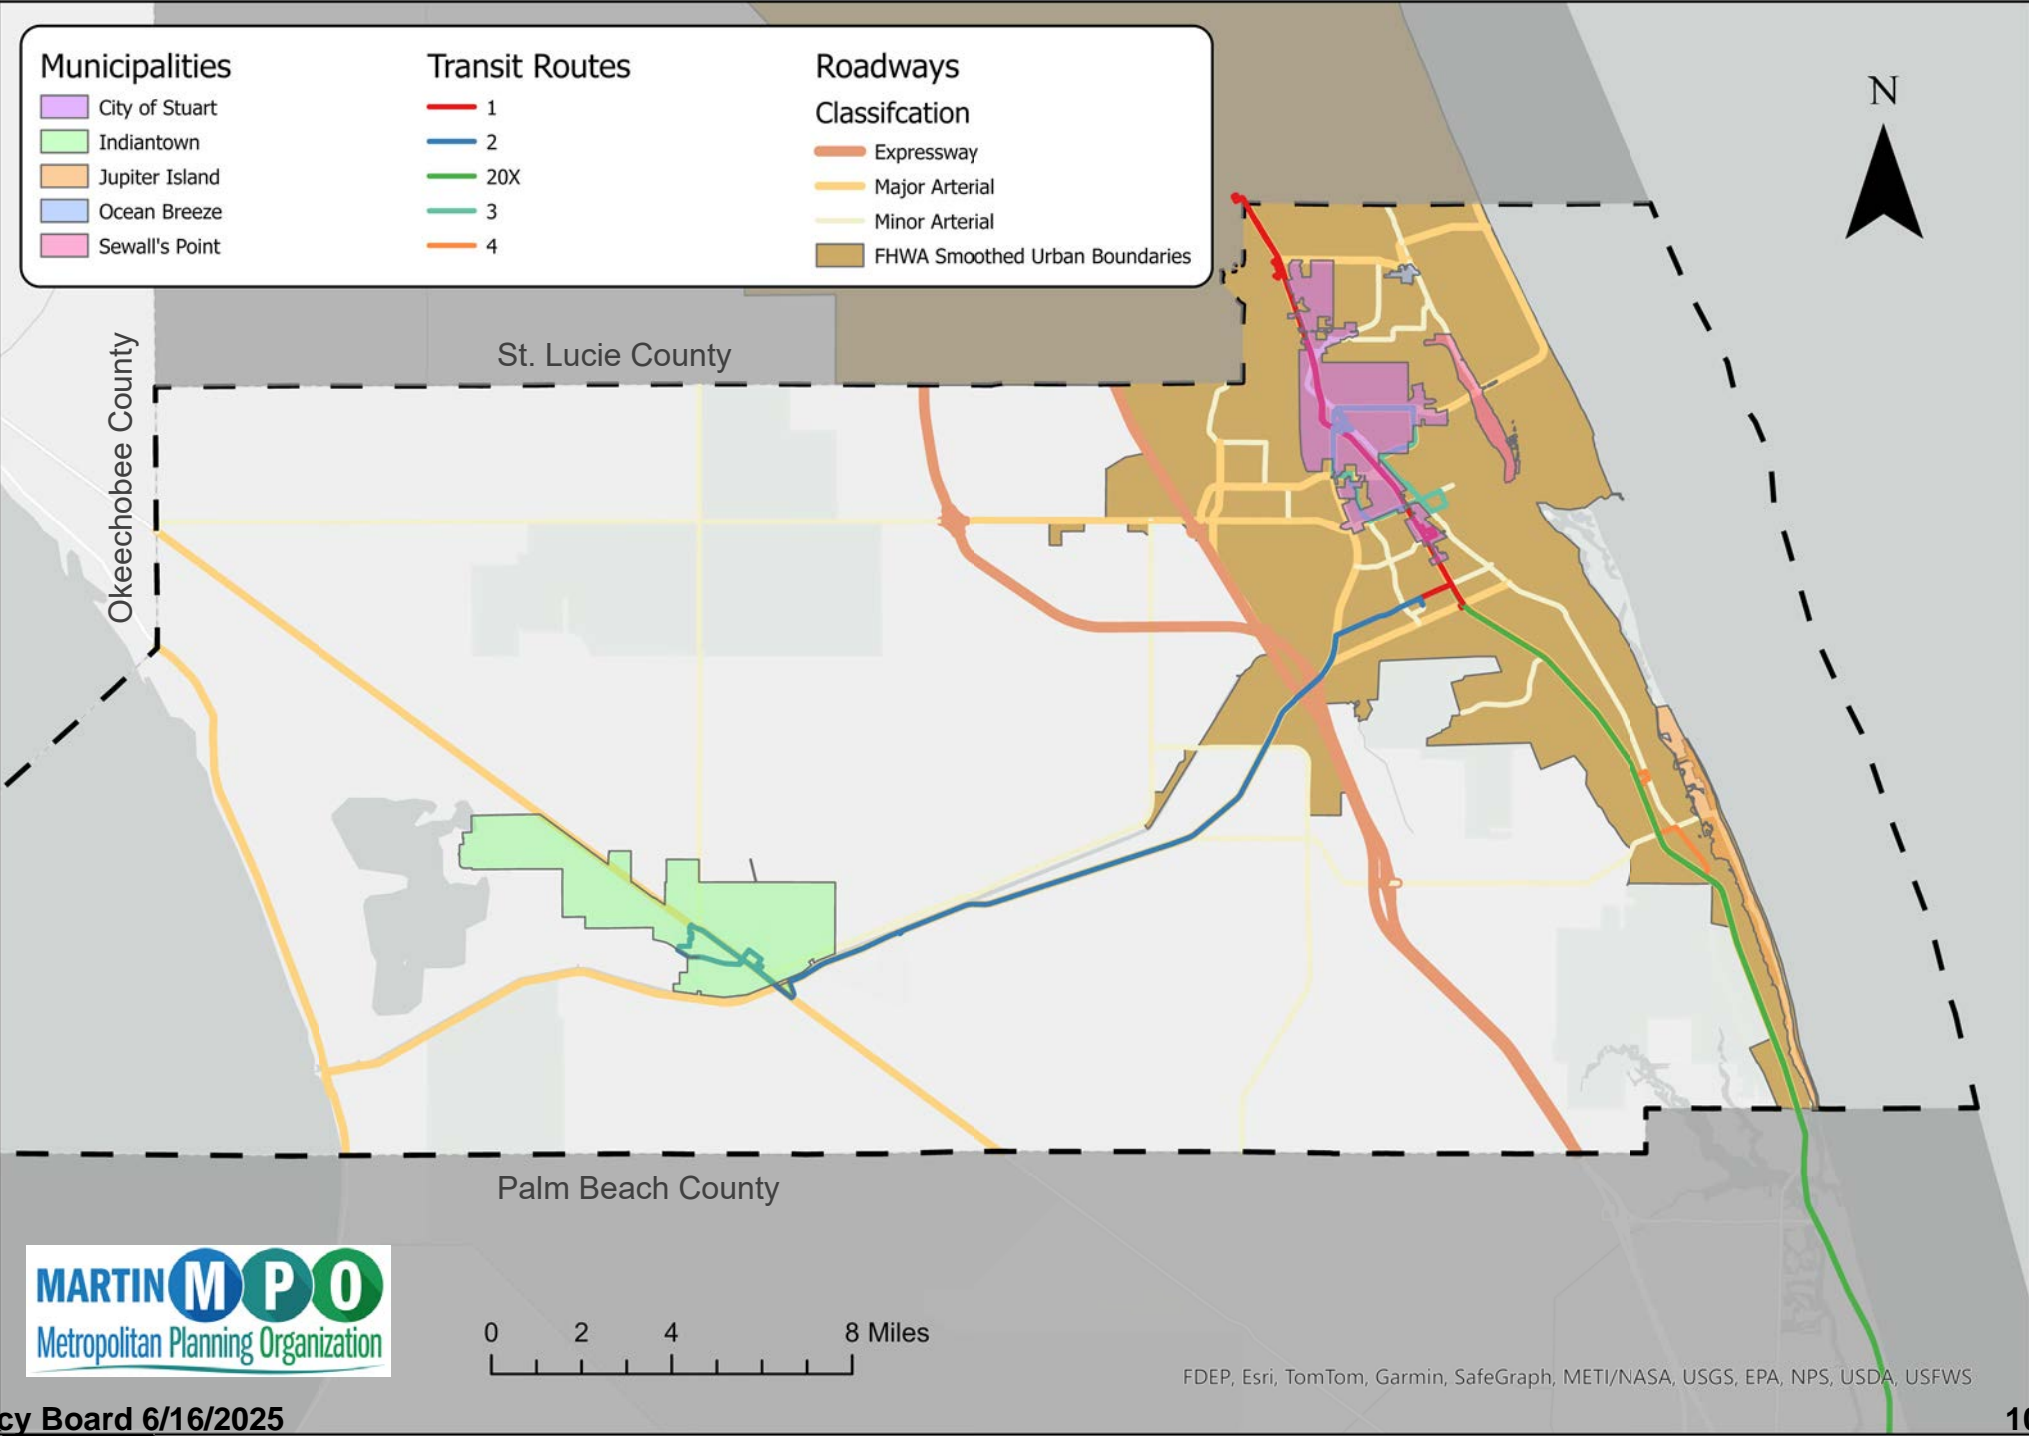 Municipalities
City of Stuart
Indiantown
Jupiter Island
Ocean Breeze
Sewall's Point
Transit Routes
1
2
20X
3
4
Roadways
Classifcation
Expressway
Major Arterial
Minor Arterial
FHWA Smoothed Urban Boundaries
N
St. Lucie County
Okeechobee County
Palm Beach County
MARTIN MPO
Metropolitan Planning Organization
0 2 4 8 Miles
FDEP, Esri, TomTom, Garmin, SafeGraph, METI/NASA, USGS, EPA, NPS, USDA, USFWS
cy Board 6/16/2025
10